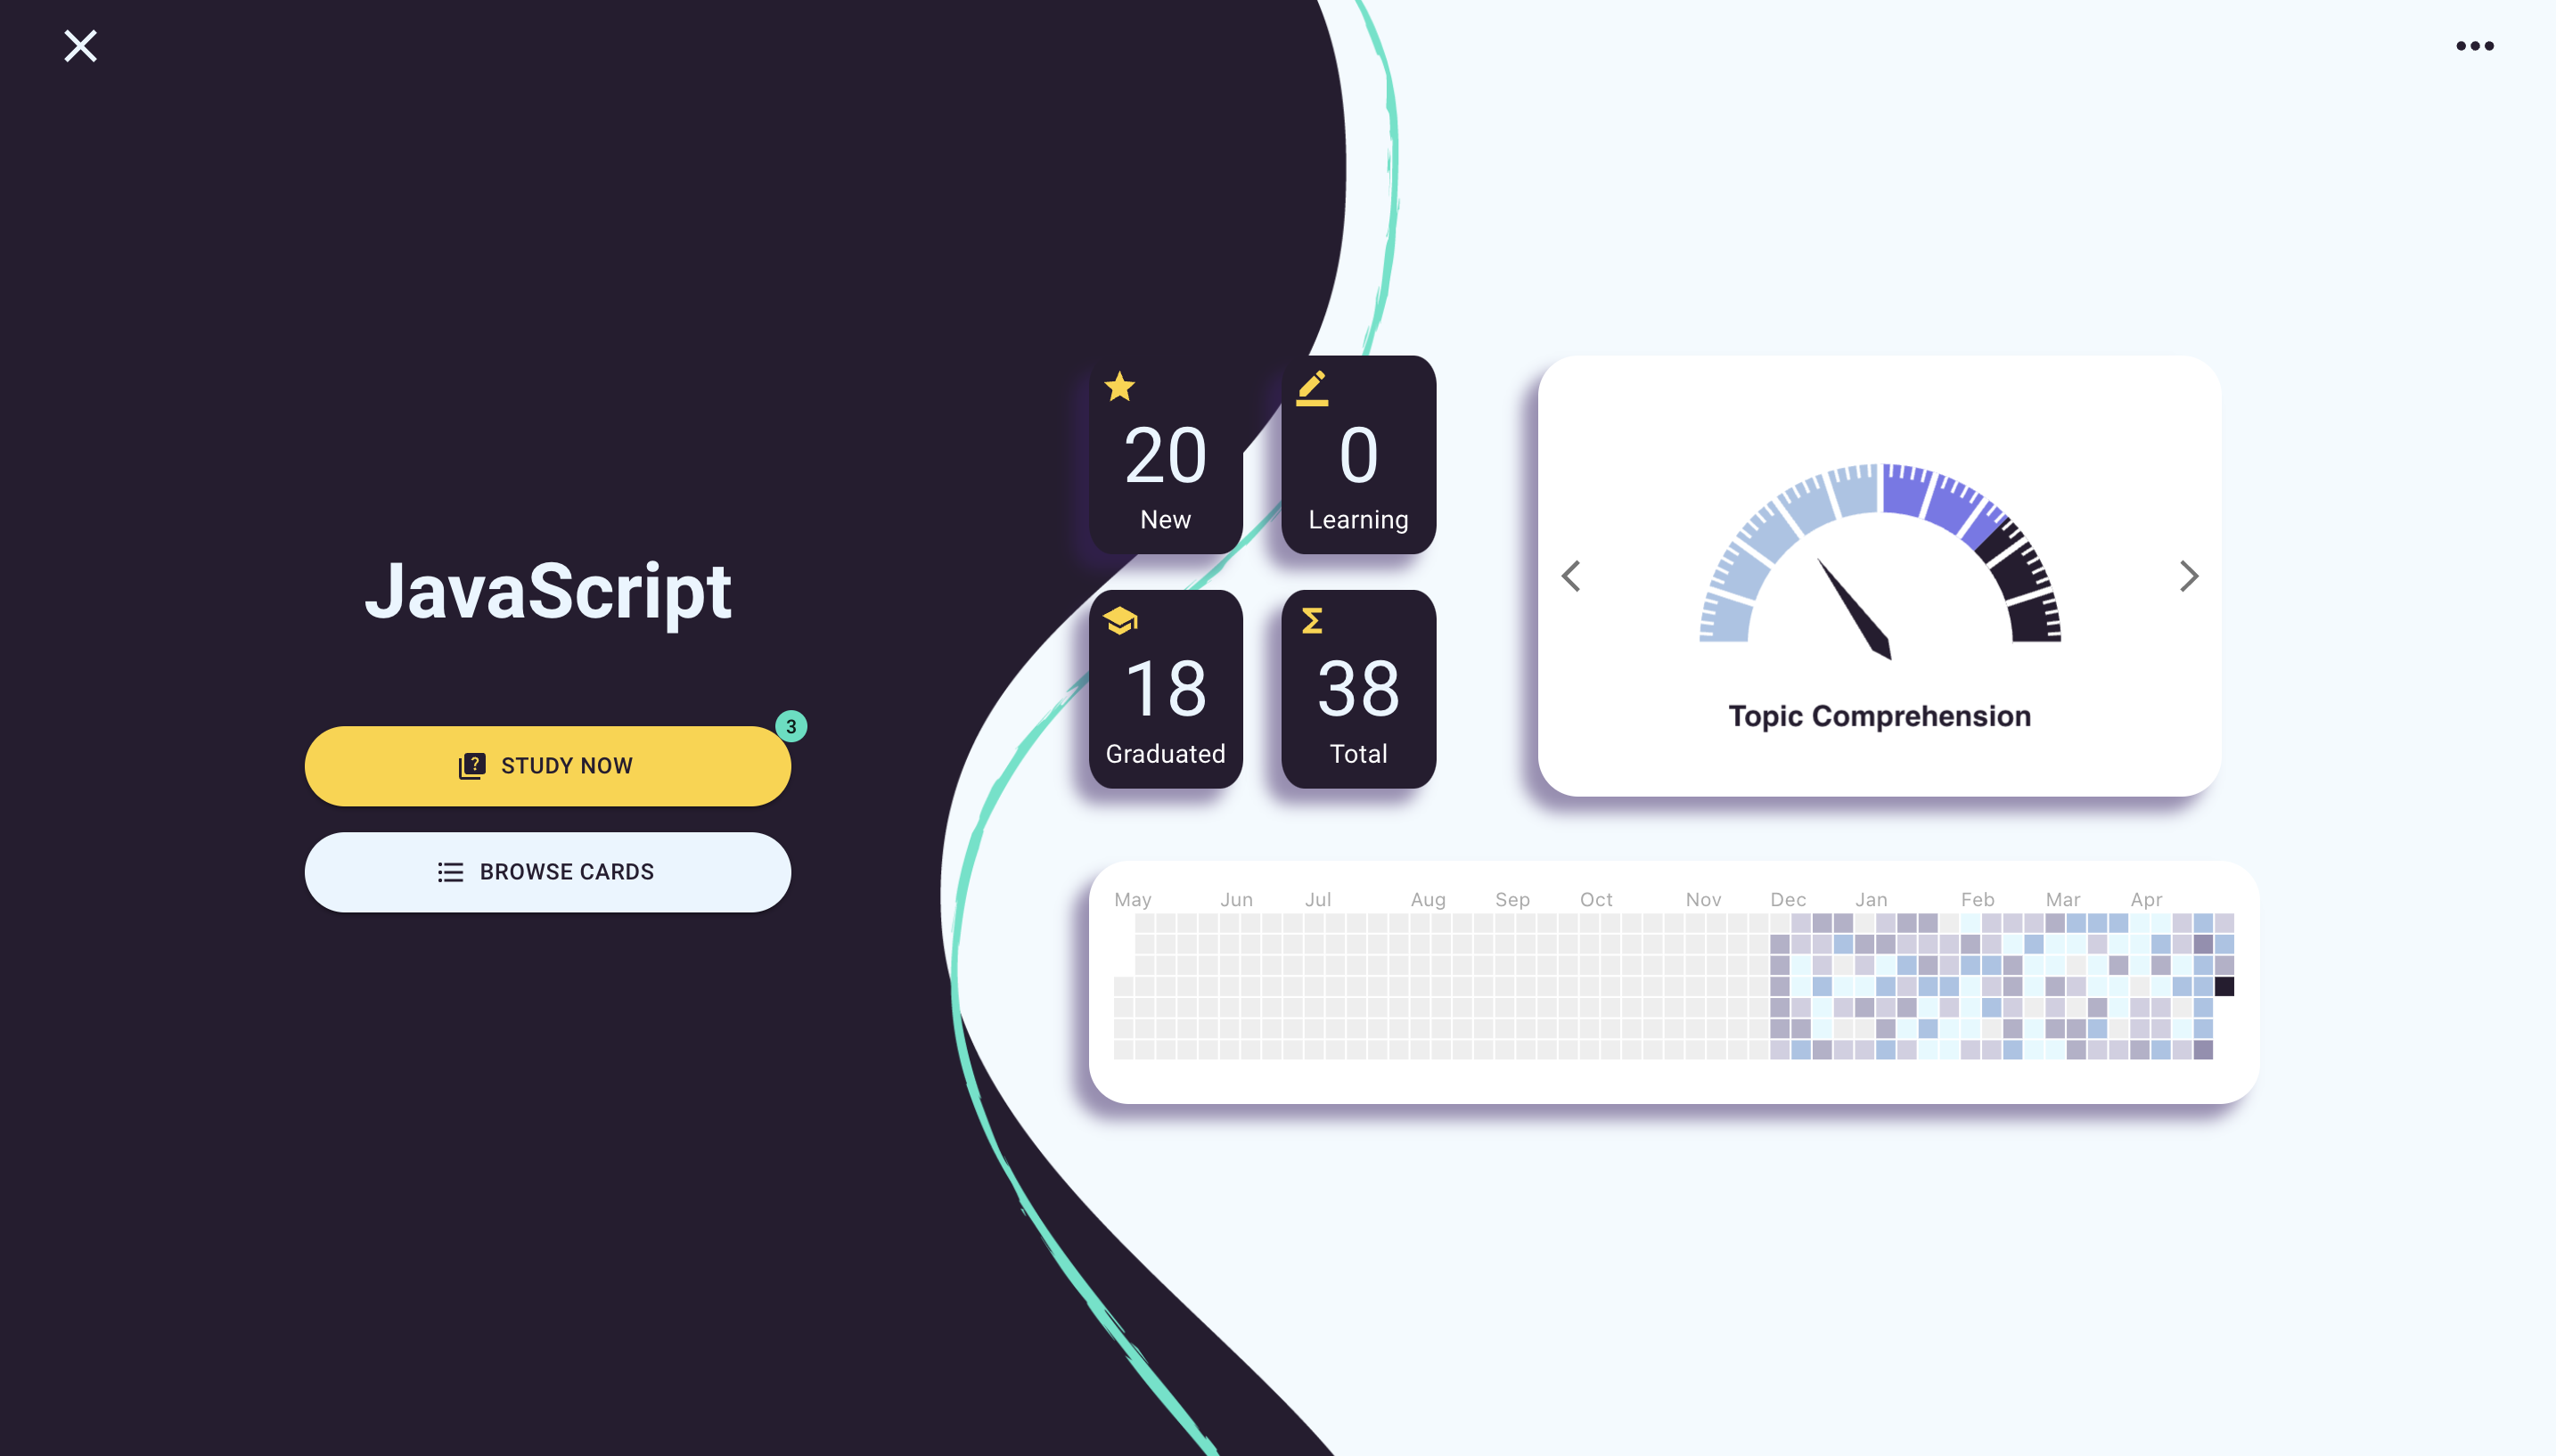 JavaScript
3
STUDY NOW
BROWSE CARDS
20
New
0
Learning
18
Graduated
Σ
38
Total
Topic Comprehension
May Jun Jul Aug Sep Oct Nov Dec Jan Feb Mar Apr